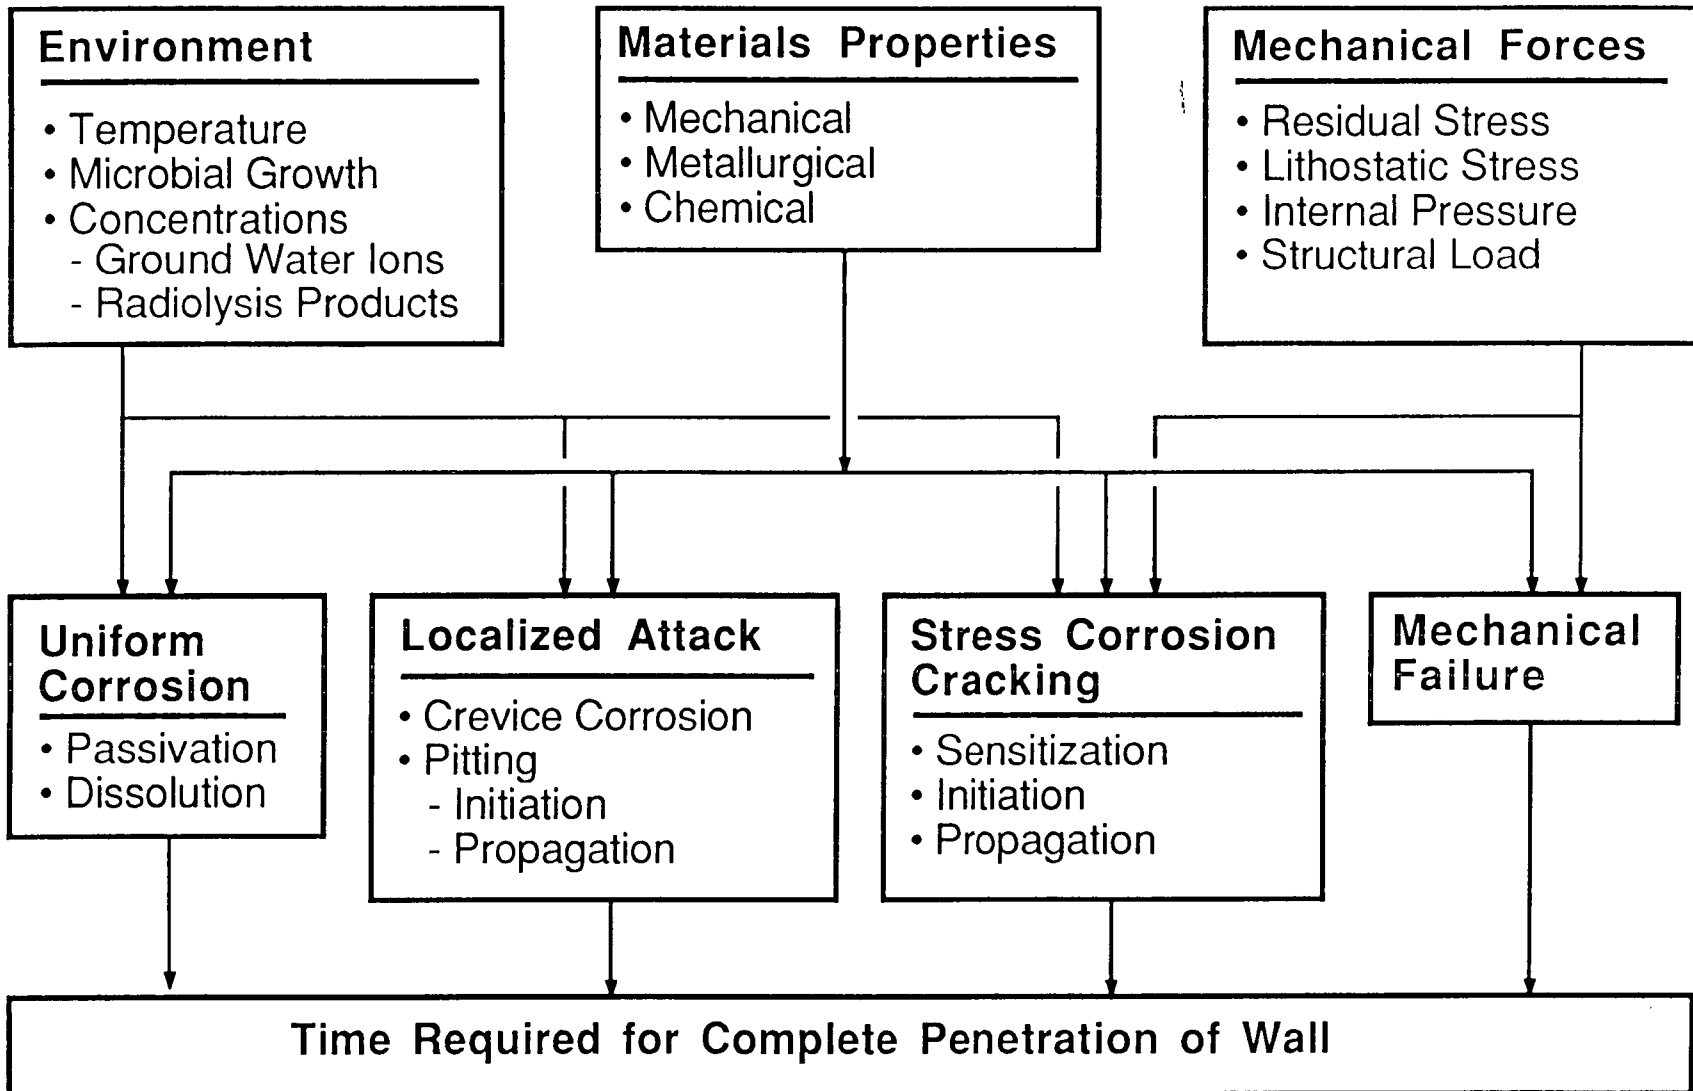 Environment
• Temperature
• Microbial Growth
• Concentrations
- Ground Water Ions
- Radiolysis Products
Materials Properties
• Mechanical
• Metallurgical
• Chemical
Mechanical Forces
• Residual Stress
• Lithostatic Stress
• Internal Pressure
• Structural Load
Uniform
Corrosion
• Passivation
• Dissolution
Localized Attack
• Crevice Corrosion
• Pitting
- Initiation
- Propagation
Stress Corrosion
Cracking
• Sensitization
• Initiation
• Propagation
Mechanical
Failure
Time Required for Complete Penetration of Wall